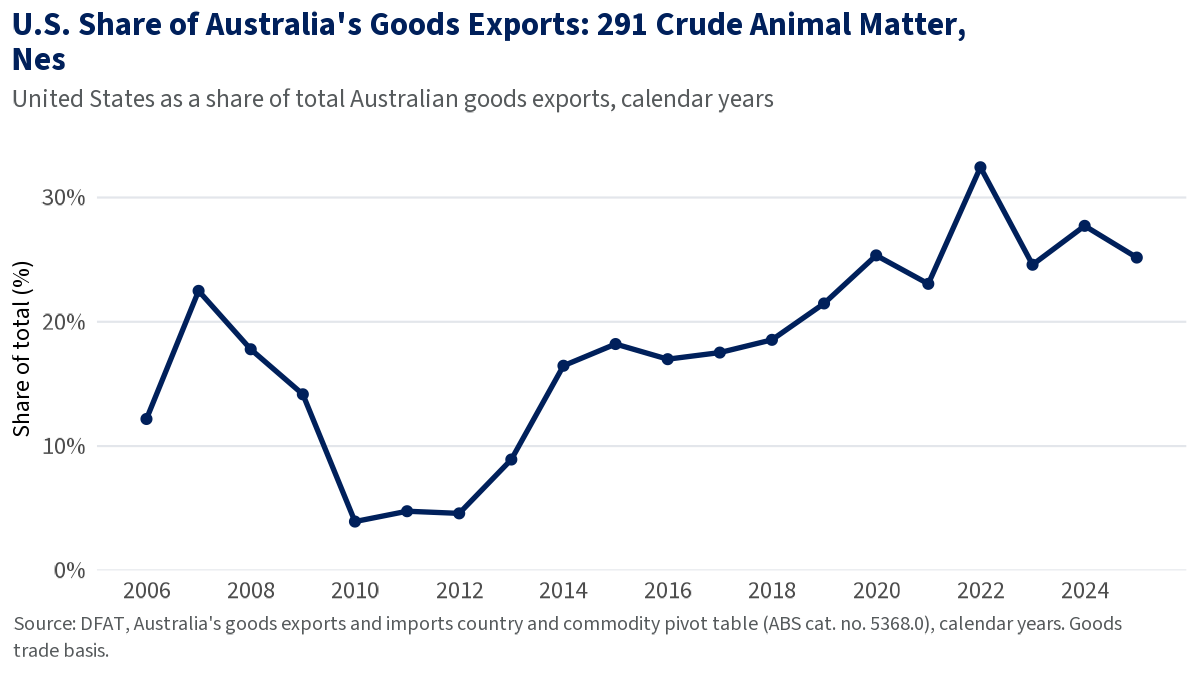 U.S. Share of Australia's Goods Exports: 291 Crude Animal Matter,
Nes
United States as a share of total Australian goods exports, calendar years
Share of total (%)
30%
20%
10%
0%
2006 2008 2010 2012 2014 2016 2018 2020 2022 2024
Source: DFAT, Australia's goods exports and imports country and commodity pivot table (ABS cat. no. 5368.0), calendar years. Goods
trade basis.